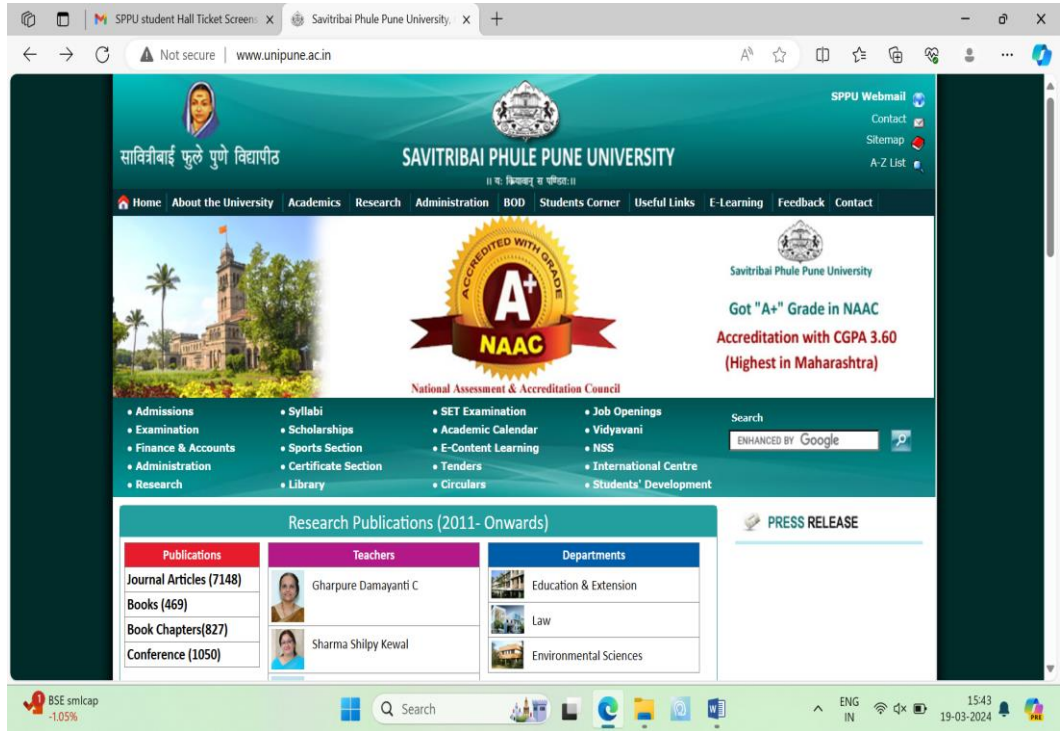 SPPU student Hall Ticket Screens
Savitribai Phule Pune University,
Not secure | www.unipune.ac.in
SPPU Webmail
Contact
Sitemap
A-Z List
सावित्रीबाई फुले पुणे विद्यापीठ
SAVITRIBAI PHULE PUNE UNIVERSITY
॥ य: क्रियावान् स पण्डित:॥
Home About the University Academics Research Administration BOD Students Corner Useful Links E-Learning Feedback Contact
ACCREDITED WITH GRADE
A+
NAAC
National Assessment & Accreditation Council
Savitribai Phule Pune University
Got "A+" Grade in NAAC
Accreditation with CGPA 3.60
(Highest in Maharashtra)
• Admissions
• Examination
• Finance & Accounts
• Administration
• Research
• Syllabi
• Scholarships
• Sports Section
• Certificate Section
• Library
• SET Examination
• Academic Calendar
• E-Content Learning
• Tenders
• Circulars
• Job Openings
• Vidyavani
• NSS
• International Centre
• Students' Development
Search
ENHANCED BY Google
Research Publications (2011- Onwards)
Publications
Journal Articles (7148)
Books (469)
Book Chapters(827)
Conference (1050)
Teachers
Gharpure Damayanti C
Sharma Shilpy Kewal
Departments
Education & Extension
Law
Environmental Sciences
PRESS RELEASE
1
BSE smlcap
-1.05%
Search
ENG
IN
15:43
19-03-2024
PRE